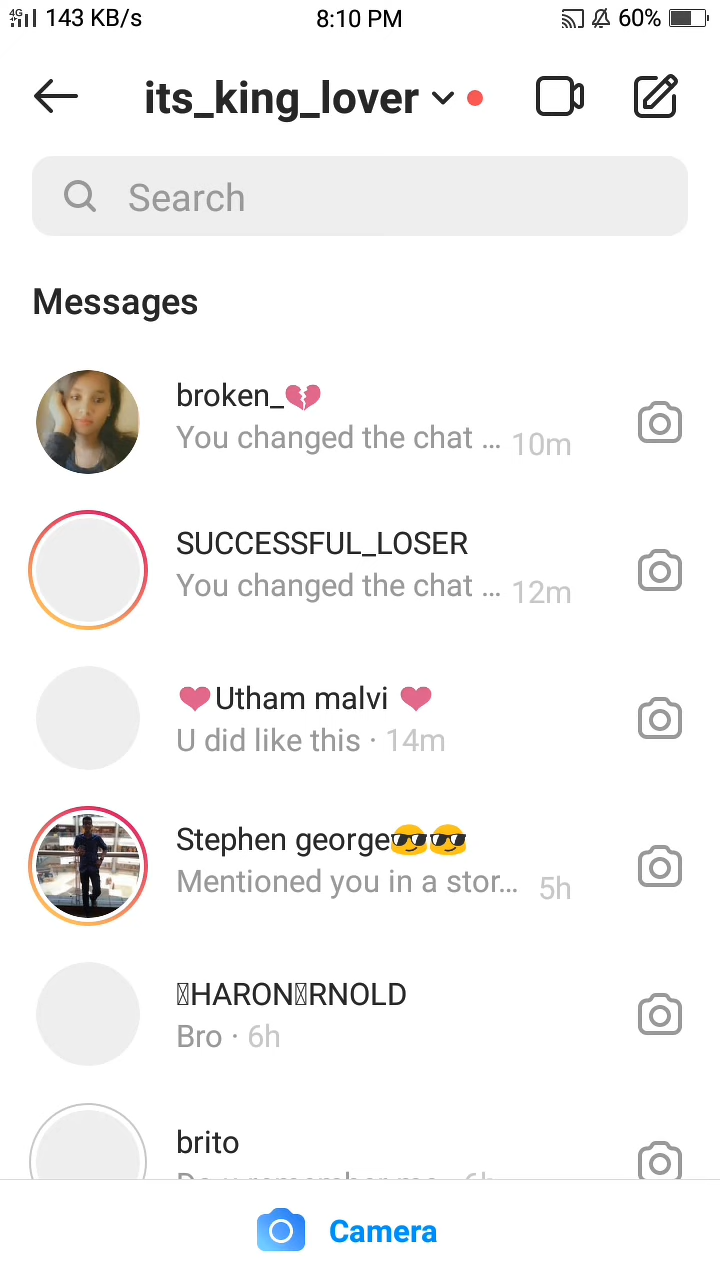 4G 143 KB/s 8:10 PM 60%
its_king_lover
Search
Messages
broken_💔
You changed the chat ... 10m
SUCCESSFUL_LOSER
You changed the chat ... 12m
❤Utham malvi ❤
U did like this · 14m
Stephen george😎😎
Mentioned you in a stor... 5h
▯HARON▯RNOLD
Bro · 6h
brito
Camera